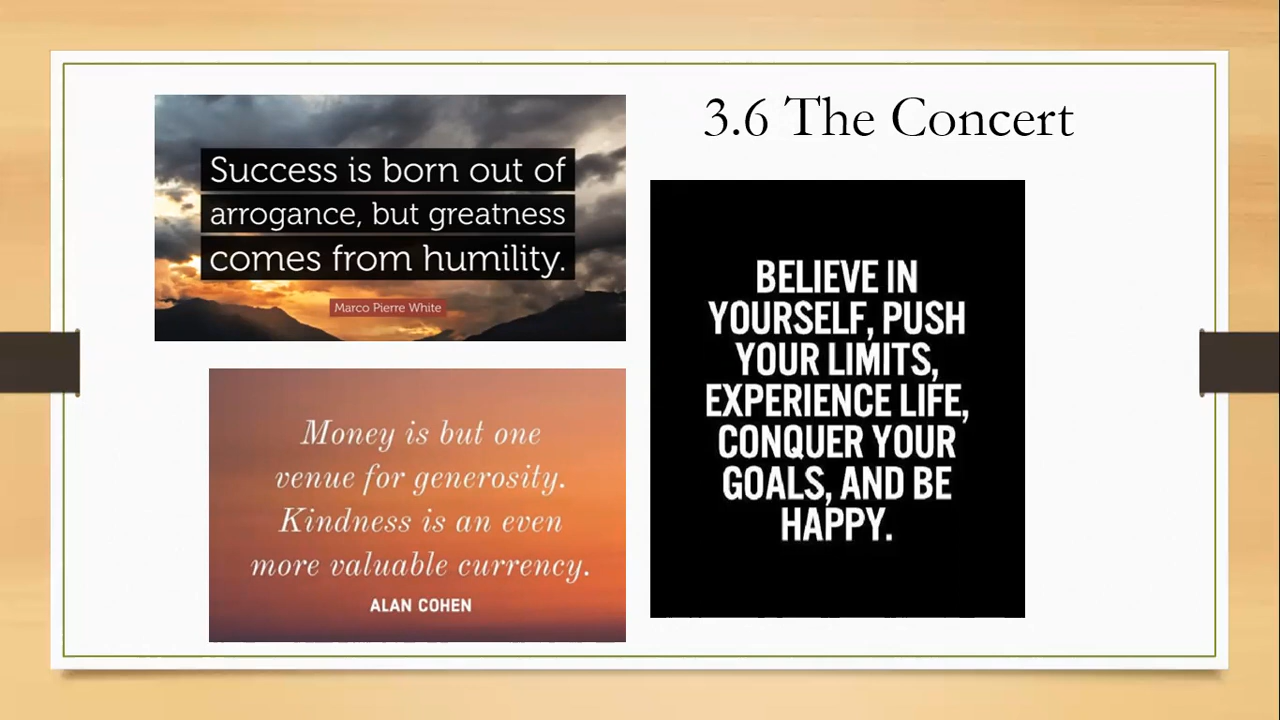 3.6 The Concert
Success is born out of
arrogance, but greatness
comes from humility.
Marco Pierre White
Money is but one
venue for generosity.
Kindness is an even
more valuable currency.
ALAN COHEN
BELIEVE IN
YOURSELF, PUSH
YOUR LIMITS,
EXPERIENCE LIFE,
CONQUER YOUR
GOALS, AND BE
HAPPY.